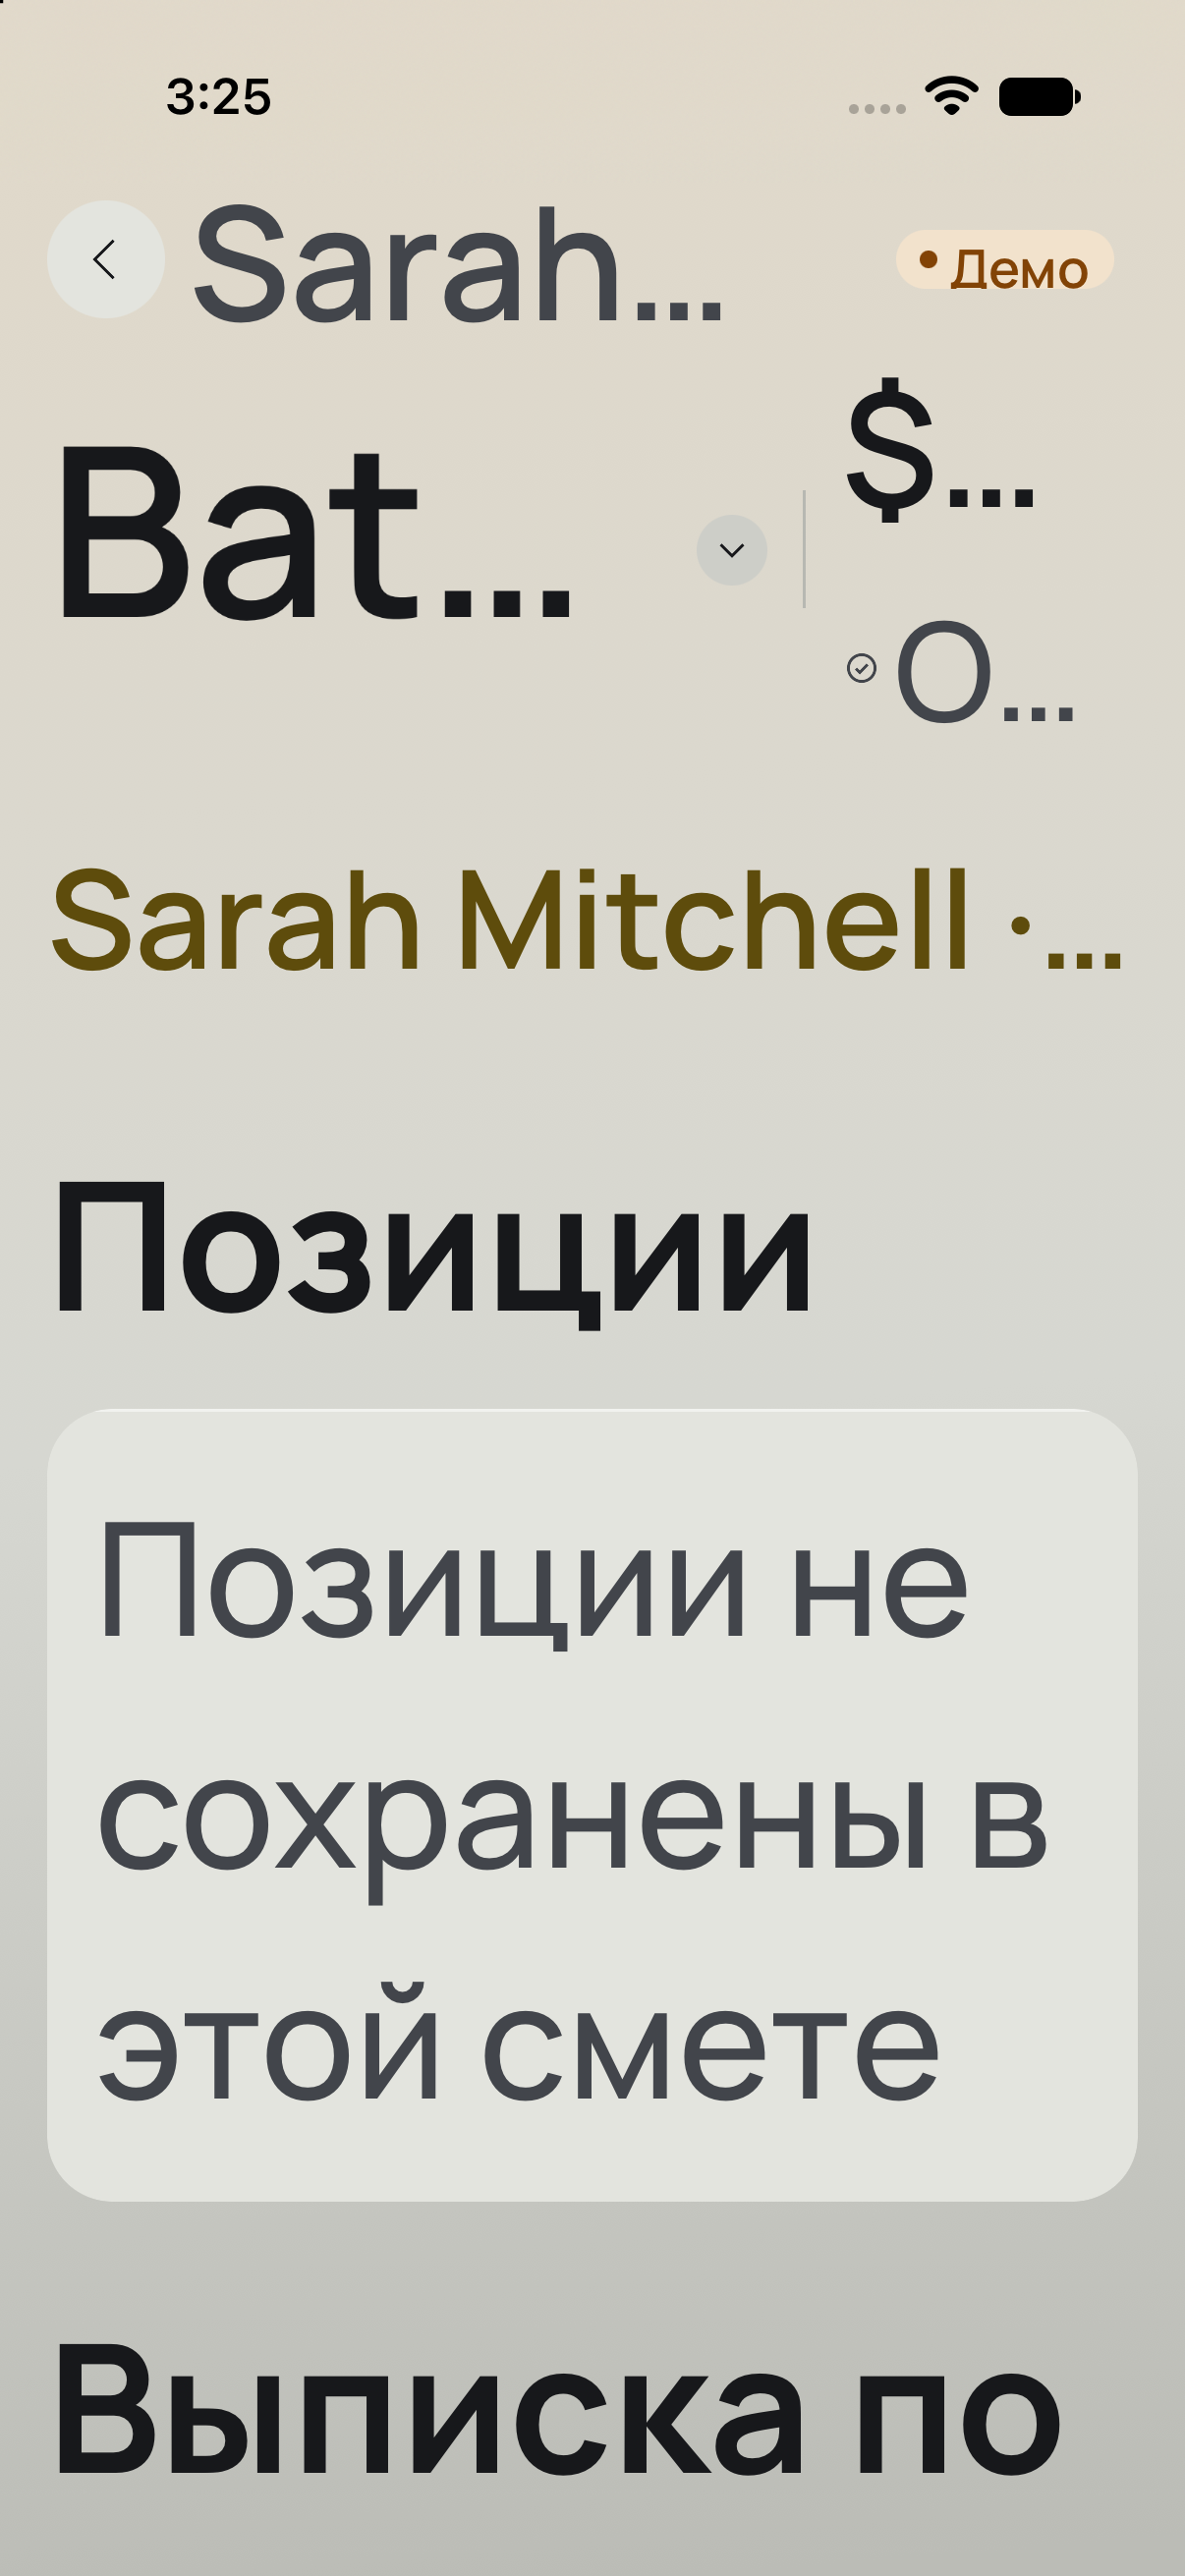 3:25
Sarah...
Демо
Bat...
$...
О...
Sarah Mitchell ·...
Позиции
Позиции не
сохранены в
этой смете
Выписка по